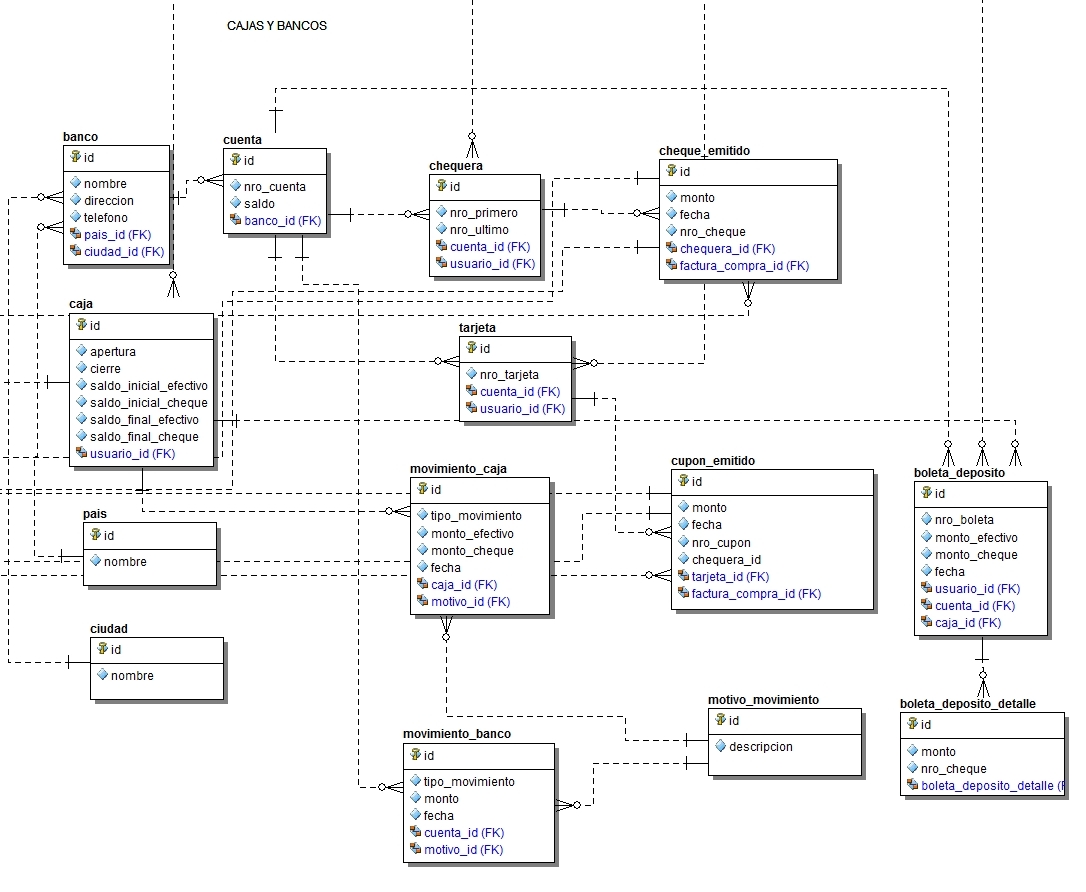 CAJAS Y BANCOS
banco
id
nombre
direccion
telefono
pais_id (FK)
ciudad_id (FK)
cuenta
id
nro_cuenta
saldo
banco_id (FK)
chequera
id
nro_primero
nro_ultimo
cuenta_id (FK)
usuario_id (FK)
cheque_emitido
id
monto
fecha
nro_cheque
chequera_id (FK)
factura_compra_id (FK)
caja
id
apertura
cierre
saldo_inicial_efectivo
saldo_inicial_cheque
saldo_final_efectivo
saldo_final_cheque
usuario_id (FK)
tarjeta
id
nro_tarjeta
cuenta_id (FK)
usuario_id (FK)
movimiento_caja
id
tipo_movimiento
monto_efectivo
monto_cheque
fecha
caja_id (FK)
motivo_id (FK)
cupon_emitido
id
monto
fecha
nro_cupon
chequera_id
tarjeta_id (FK)
factura_compra_id (FK)
boleta_deposito
id
nro_boleta
monto_efectivo
monto_cheque
fecha
usuario_id (FK)
cuenta_id (FK)
caja_id (FK)
pais
id
nombre
ciudad
id
nombre
movimiento_banco
id
tipo_movimiento
monto
fecha
cuenta_id (FK)
motivo_id (FK)
motivo_movimiento
id
descripcion
boleta_deposito_detalle
id
monto
nro_cheque
boleta_deposito_detalle (F